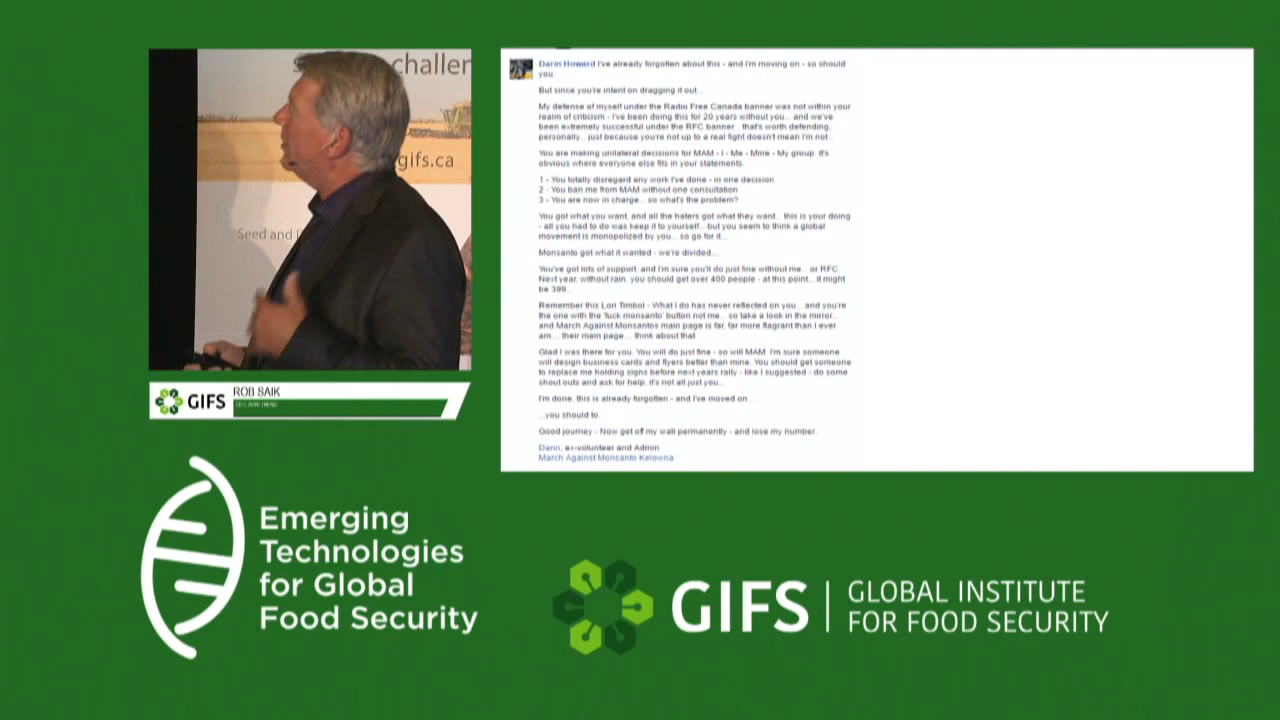 challen
gifs.ca
Seed and
GIFS
ROB SAIK
Emerging
Technologies
for Global
Food Security
Darin Howard I've already forgotten about this - and I'm moving on - so should
you.
But since you're intent on dragging it out...
My defense of myself under the Radio Free Canada banner was not within your
realm of criticism - I've been doing this for 20 years without you... and we've
been extremely successful under the RFC banner.. that's worth defending,
personally... just because you're not up to a real fight doesn't mean I'm not...
You are making unilateral decisions for MAM - I - Me - Mine - My group. It's
obvious where everyone else fits in your statements.
1 - You totally disregard any work I've done - in one decision
2 - You ban me from MAM without one consultation
3 - You are now in charge... so what's the problem?
You got what you want, and all the haters got what they want... this is your doing
- all you had to do was keep it to yourself... but you seem to think a global
movement is monopolized by you... so go for it...
Monsanto got what it wanted - we're divided...
You've got lots of support, and I'm sure you'll do just fine without me... or RFC.
Next year, without rain, you should get over 400 people - at this point... it might
be 399...
Remember this Lori Timbol - What I do has never reflected on you... and you're
the one with the 'fuck monsanto' button not me... so take a look in the mirror...
and March Against Monsantos main page is far, far more flagrant than I ever
am... their main page... think about that.
Glad I was there for you. You will do just fine - so will MAM. I'm sure someone
will design business cards and flyers better than mine. You should get someone
to replace me holding signs before next years rally - like I suggested - do some
shout outs and ask for help, it's not all just you...
I'm done, this is already forgotten - and I've moved on...
...you should to.
Good journey - Now get off my wall permanently - and lose my number.
Darin, ex-volunteer and Admin
March Against Monsanto Kelowna
GIFS
GLOBAL INSTITUTE
FOR FOOD SECURITY